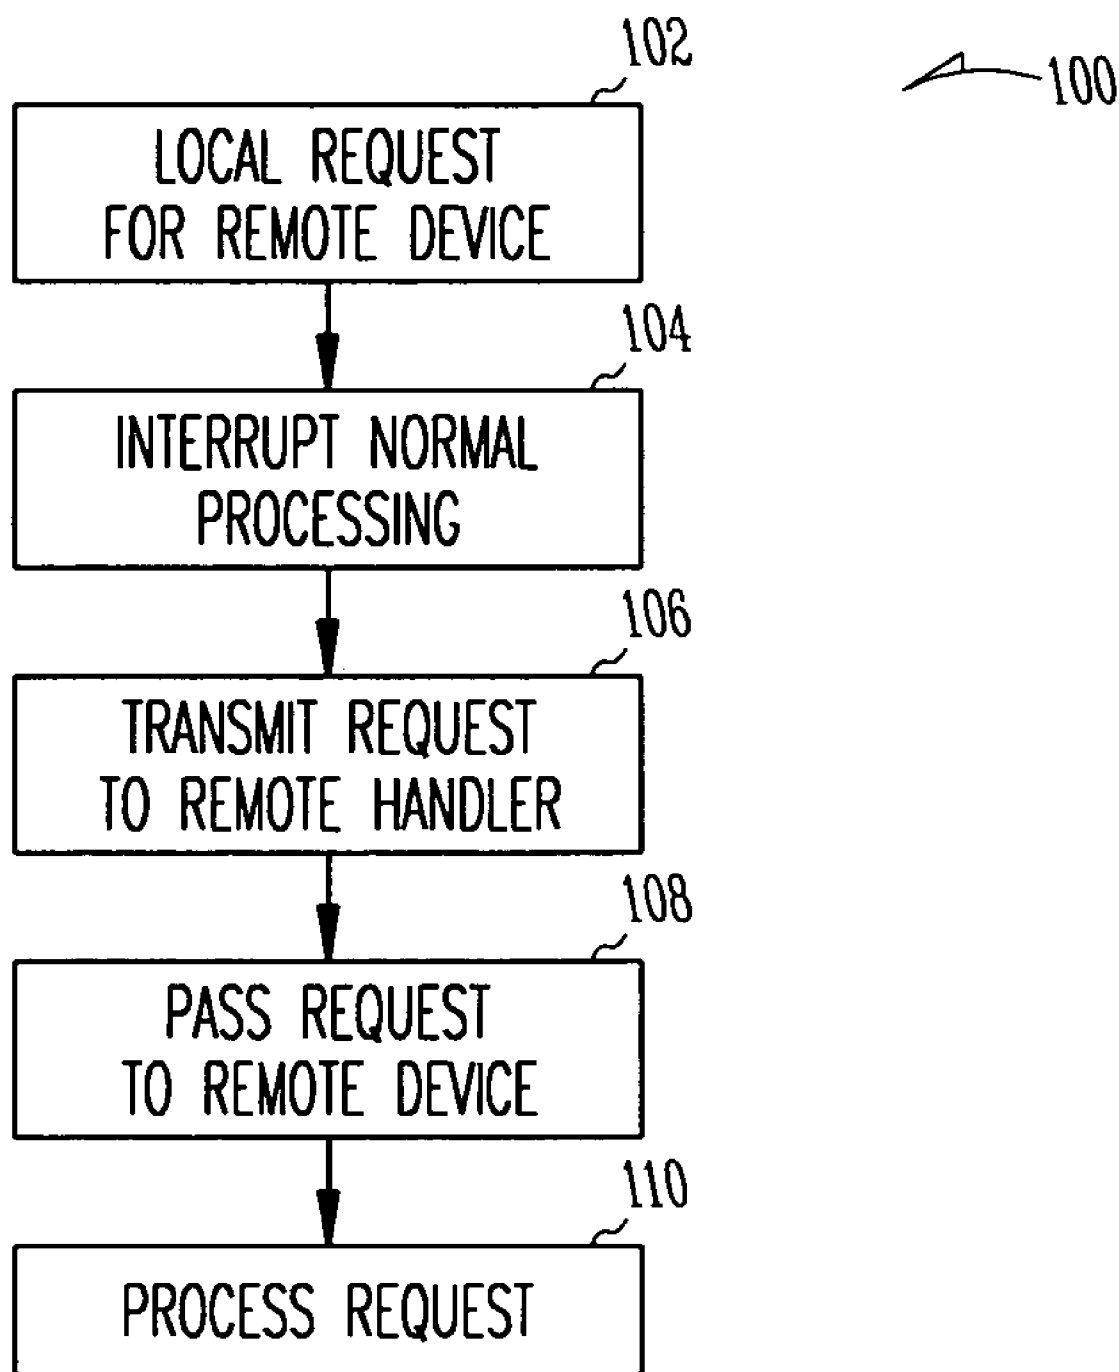 102
100
LOCAL REQUEST
FOR REMOTE DEVICE
104
INTERRUPT NORMAL
PROCESSING
106
TRANSMIT REQUEST
TO REMOTE HANDLER
108
PASS REQUEST
TO REMOTE DEVICE
110
PROCESS REQUEST